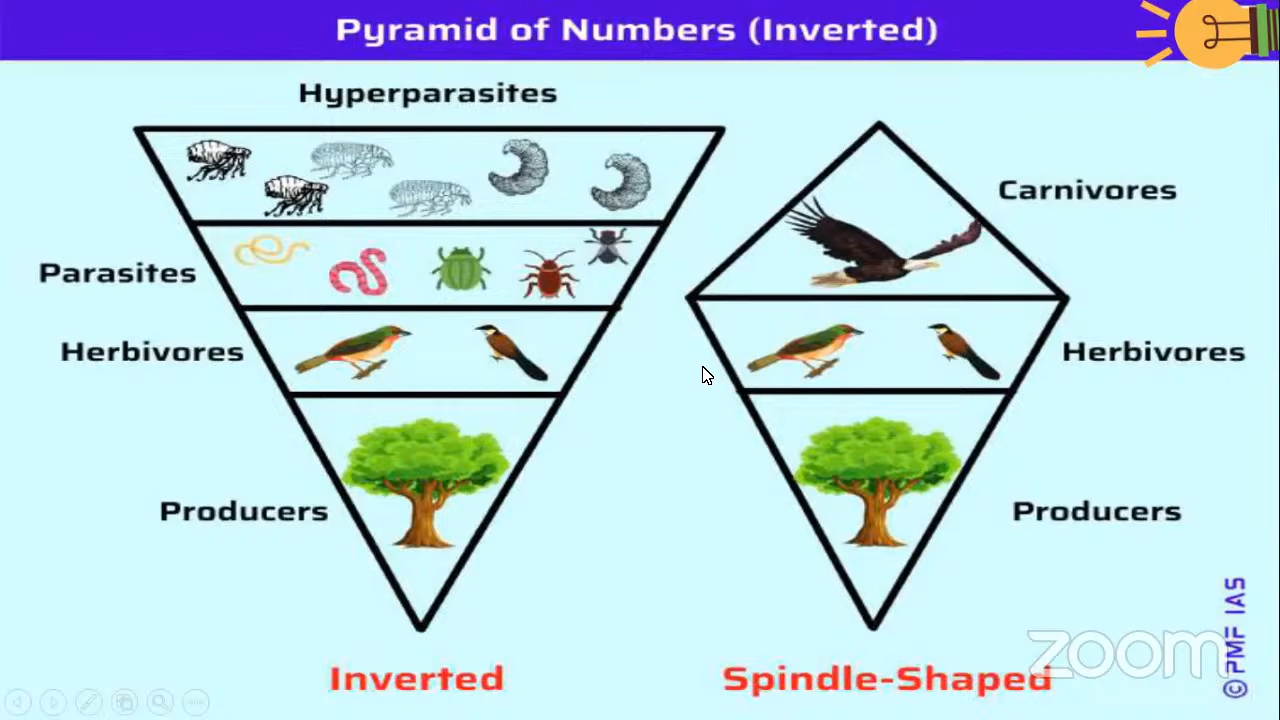 Pyramid of Numbers (Inverted)
Hyperparasites
Parasites
Herbivores
Producers
Inverted
Carnivores
Herbivores
Producers
Spindle-Shaped
© PMF IAS
zoom